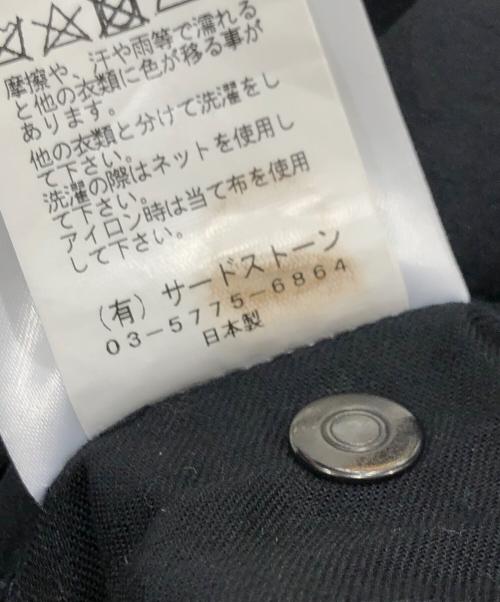 摩擦や、汗や雨等で濡れる
と他の衣類に色が移る事が
あります。
他の衣類と分けて洗濯をし
て下さい。
洗濯の際はネットを使用し
て下さい。
アイロン時は当て布を使用
して下さい。
（有）サードストーン
０３－５７７５－６８６４
日本製